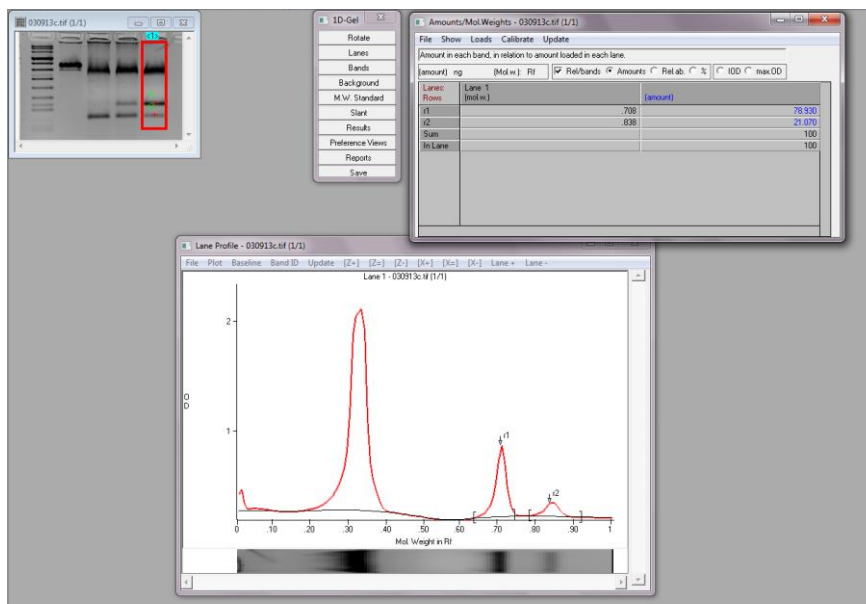 030913c.tif (1/1)
<1>
1D-Gel
Rotate
Lanes
Bands
Background
M.W. Standard
Slant
Results
Preference Views
Reports
Save
Amounts/Mol.Weights - 030913c.tif (1/1)
File Show Loads Calibrate Update
Amount in each band, in relation to amount loaded in each lane.
(amount) ng (Mol.w.): Rf Rel/bands Amounts Rel.ab. % IOD max.OD
Lanes: Lane 1
Rows (mol.w.) (amount)
r1 .708 78.930
r2 .838 21.070
Sum 100
In Lane 100
Lane Profile - 030913c.tif (1/1)
File Plot Baseline Band ID Update [Z+] [Z=] [Z-] [X+] [X=] [X-] Lane + Lane -
Lane 1 - 030913c.tif (1/1)
2
O
D
1
r1
r2
0 .10 .20 .30 .40 .50 .60 .70 .80 .90 1
Mol. Weight in Rf